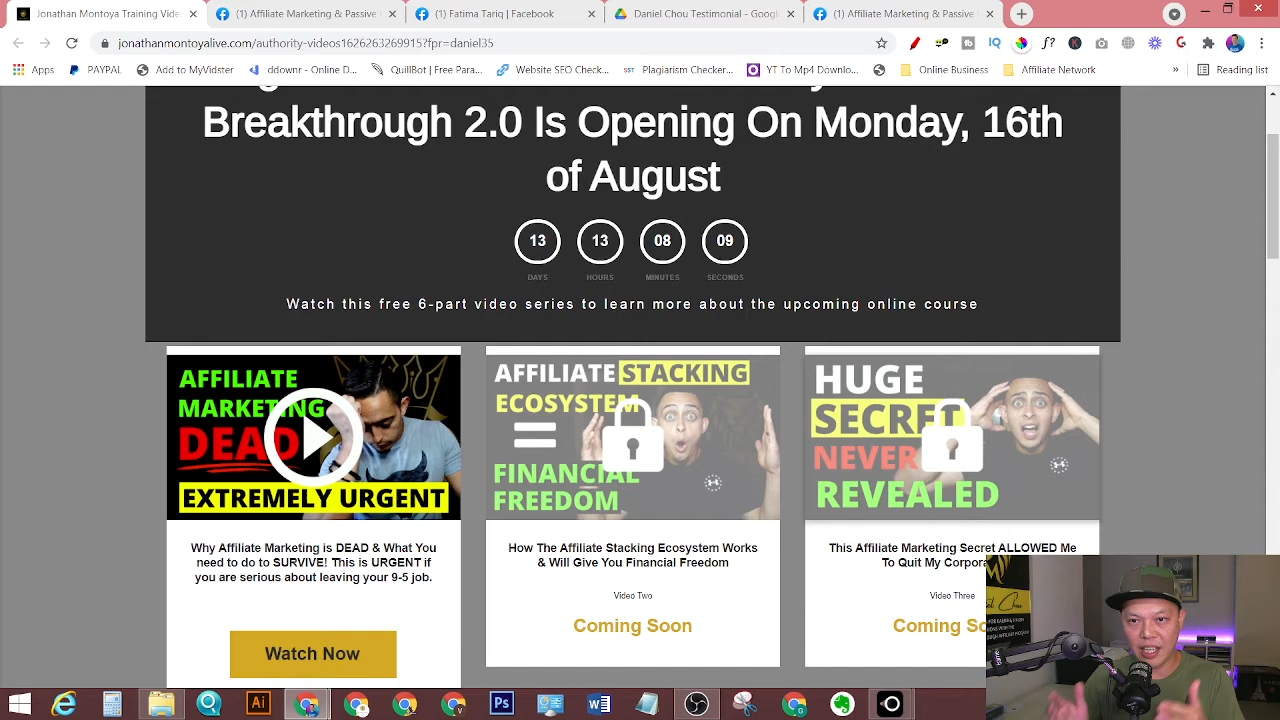 Jonathan Montoya Training Vide
(1) Affiliate Marketing & Passive
(1) Fatima Tariq | Facebook
Daniel Chou Testimonial - Googl
(1) Affiliate Marketing & Passive
jonathanmontoyalive.com/authority-videos1626263269915?fpr=daniel35
Apps
PAYPAL
Add to MyVidster
ddownr - Online D...
QuillBot | Free Para...
Website SEO Check...
Plagiarism Checker...
YT To Mp4 Downlo...
Online Business
Affiliate Network
Reading list
Breakthrough 2.0 Is Opening On Monday, 16th
of August
13 13 08 09
DAYS HOURS MINUTES SECONDS
Watch this free 6-part video series to learn more about the upcoming online course
AFFILIATE
MARKETING
DEAD
EXTREMELY URGENT
Why Affiliate Marketing is DEAD & What You
need to do to SURVIVE! This is URGENT if
you are serious about leaving your 9-5 job.
Watch Now
AFFILIATE STACKING
ECOSYSTEM
=
FINANCIAL
FREEDOM
How The Affiliate Stacking Ecosystem Works
& Will Give You Financial Freedom
Video Two
Coming Soon
HUGE
SECRET
NEVER
REVEALED
This Affiliate Marketing Secret ALLOWED Me
To Quit My Corpora
Video Three
Coming So